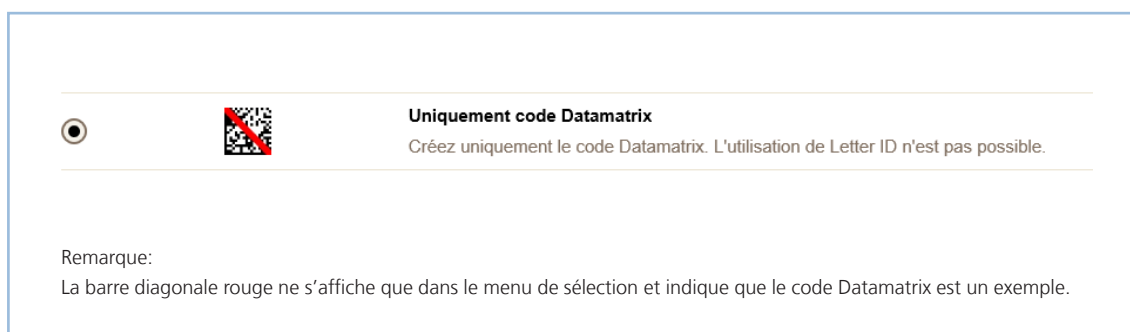 Uniquement code Datamatrix
Créez uniquement le code Datamatrix. L'utilisation de Letter ID n'est pas possible.
Remarque:
La barre diagonale rouge ne s’affiche que dans le menu de sélection et indique que le code Datamatrix est un exemple.